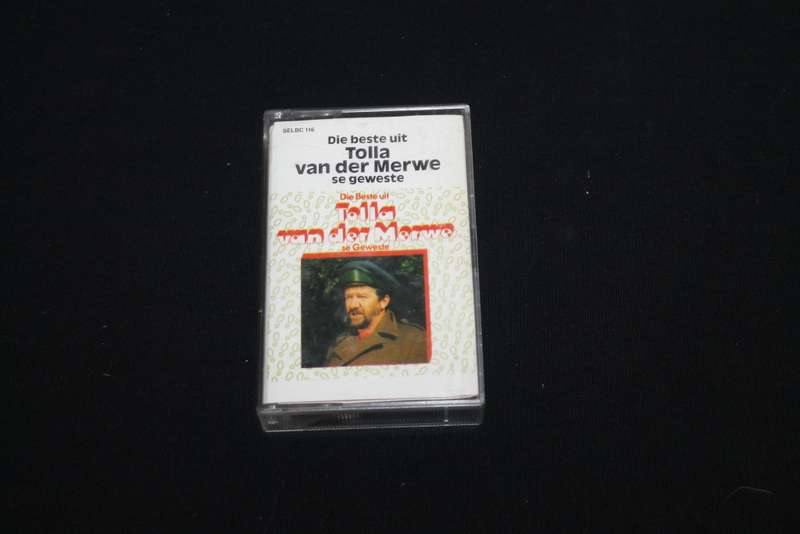 SELBC 116
Die beste uit
Tolla
van der Merwe
se geweste
Die Beste uit
Tolla
van der Merwe
se Geweste